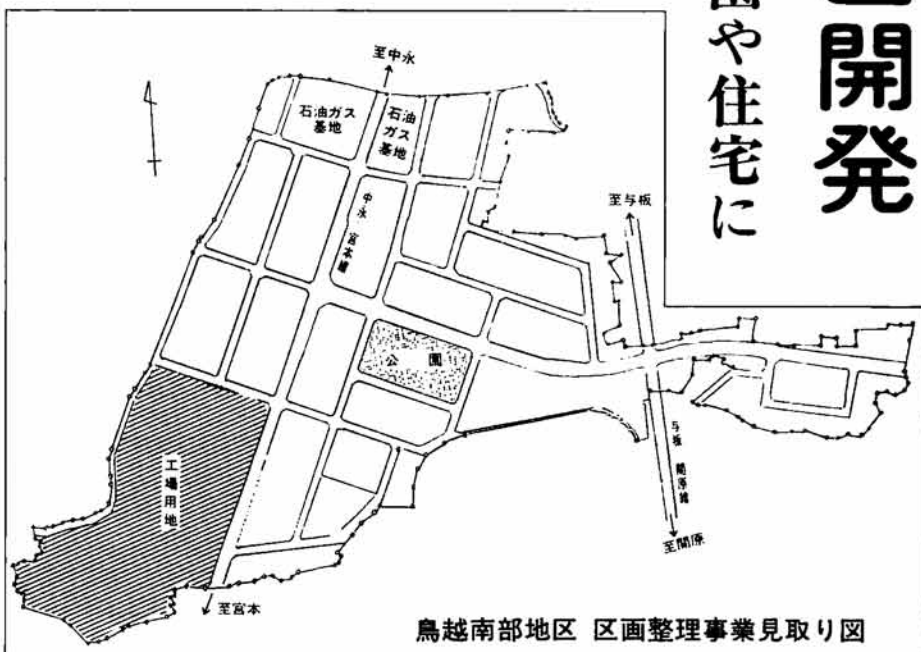 開発
や住宅に
至中永
石油ガス
基地
石油
ガス
基地
中永 宮本線
至与板
公園
与板 関原線
工場用地
至関原
至宮本
鳥越南部地区 区画整理事業見取り図